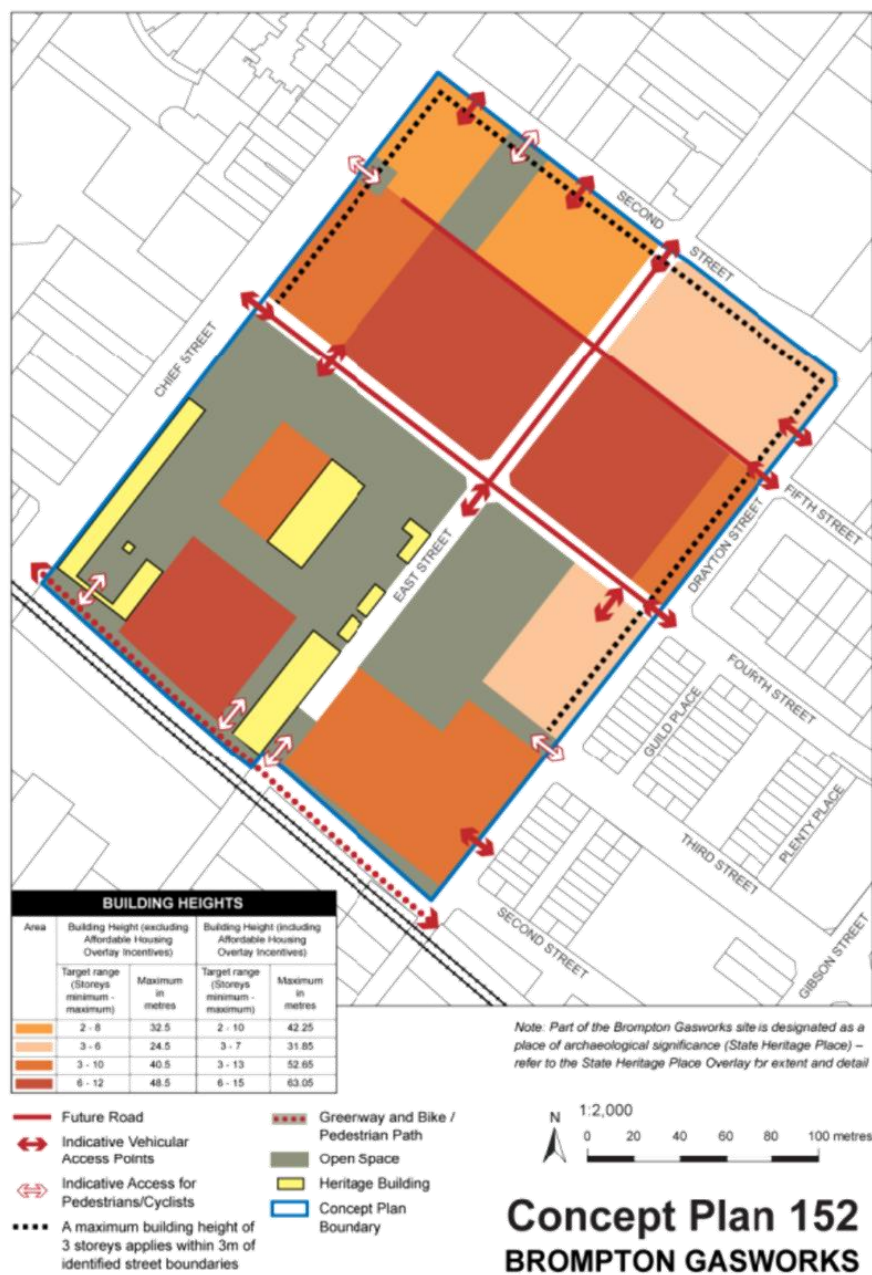 SECOND
STREET
CHIEF STREET
FIFTH STREET
DRAYTON STREET
EAST STREET
FOURTH STREET
GUILD PLACE
PLENTY PLACE
THIRD STREET
SECOND STREET
GIBSON STREET
BUILDING HEIGHTS
Area
Building Height (excluding
Affordable Housing
Overlay Incentives)
Building Height (including
Affordable Housing
Overlay Incentives)
Target range
(Storeys
minimum -
maximum)
Maximum
in
metres
Target range
(Storeys
minimum -
maximum)
Maximum
in
metres
2 - 8 32.5 2 - 10 42.25
3 - 6 24.5 3 - 7 31.85
3 - 10 40.5 3 - 13 52.65
6 - 12 48.5 6 - 15 63.05
Note: Part of the Brompton Gasworks site is designated as a
place of archaeological significance (State Heritage Place) –
refer to the State Heritage Place Overlay for extent and detail
Future Road
Indicative Vehicular
Access Points
Indicative Access for
Pedestrians/Cyclists
A maximum building height of
3 storeys applies within 3m of
identified street boundaries
Greenway and Bike /
Pedestrian Path
Open Space
Heritage Building
Concept Plan
Boundary
N
1:2,000
0 20 40 60 80 100 metres
Concept Plan 152
BROMPTON GASWORKS